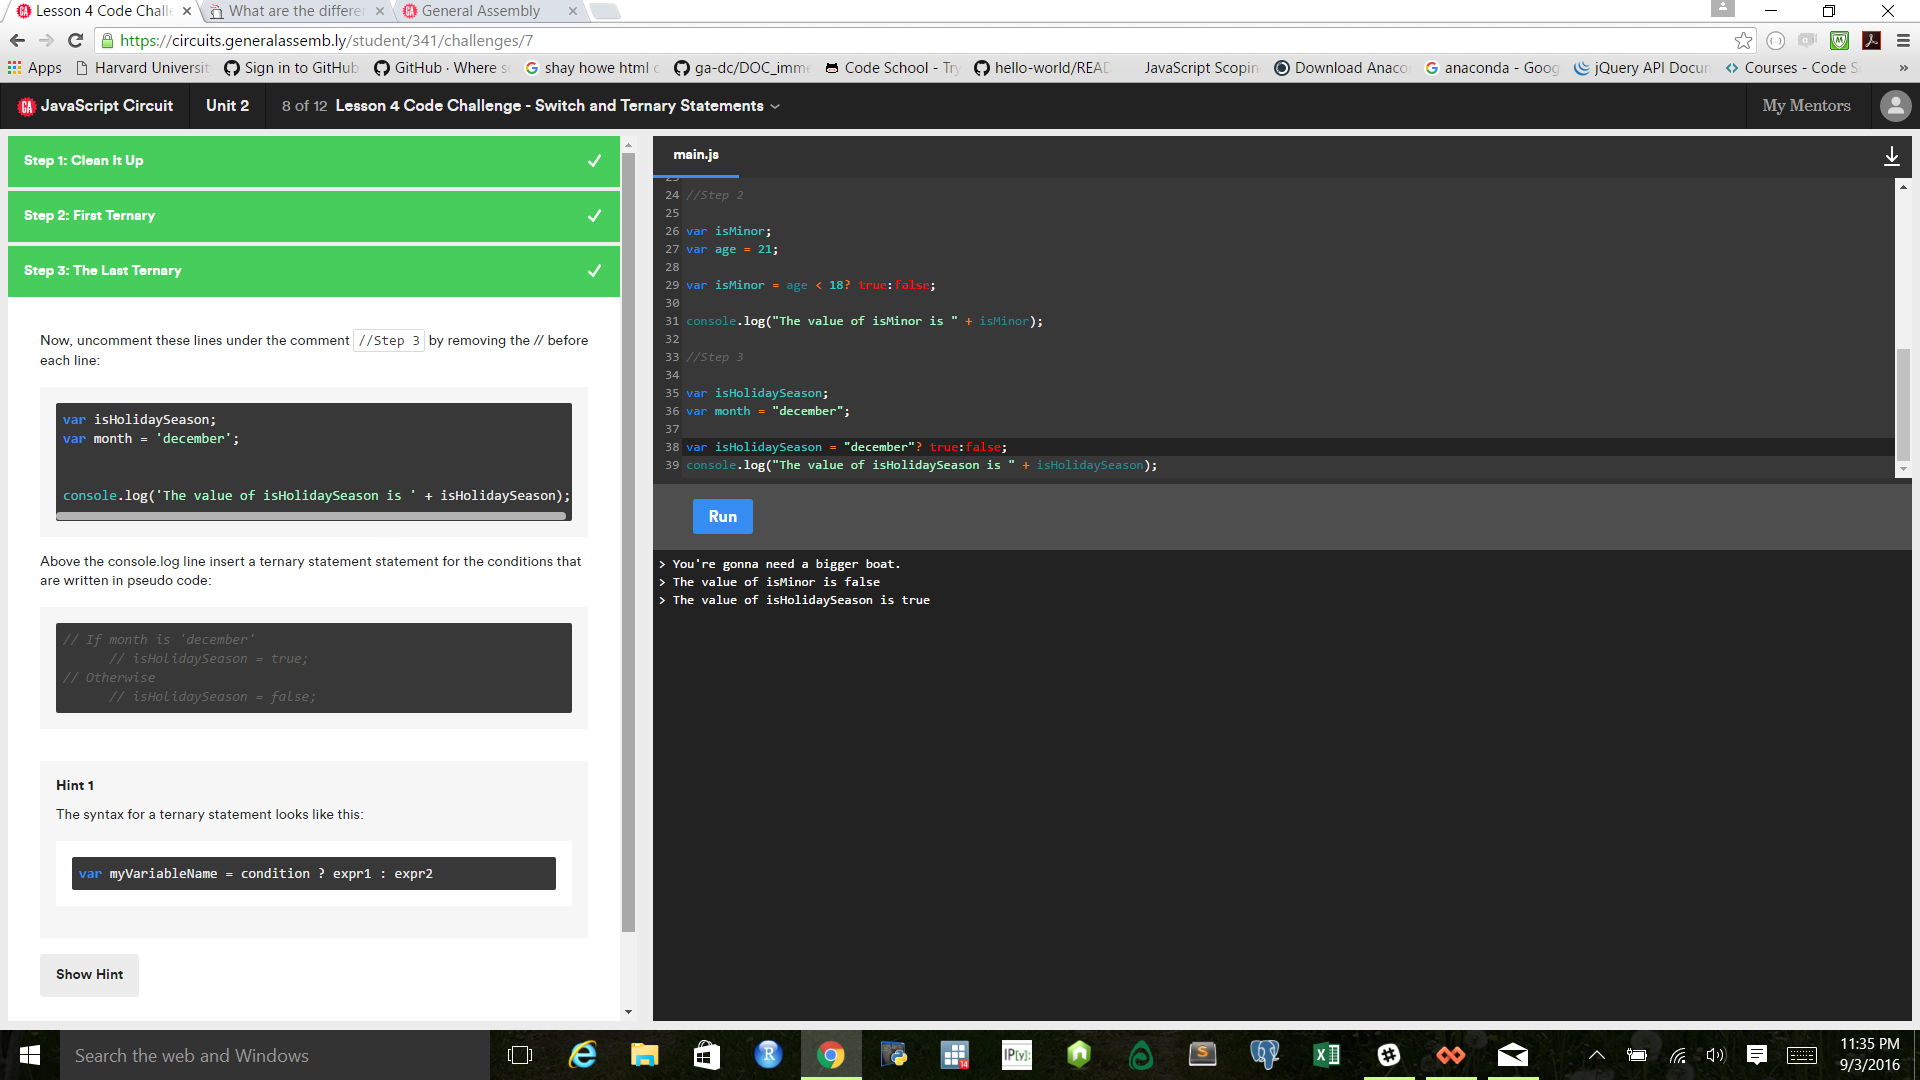 Lesson 4 Code Challe
What are the differen
General Assembly
https://circuits.generalassemb.ly/student/341/challenges/7
Apps
Harvard Universit
Sign in to GitHub
GitHub · Where s
shay howe html c
ga-dc/DOC_imme
Code School - Try
hello-world/READ
JavaScript Scopin
Download Anaco
anaconda - Goog
jQuery API Docum
Courses - Code S
»
GA JavaScript Circuit
Unit 2
8 of 12 Lesson 4 Code Challenge - Switch and Ternary Statements
My Mentors
Step 1: Clean It Up
Step 2: First Ternary
Step 3: The Last Ternary
Now, uncomment these lines under the comment //Step 3 by removing the // before
each line:
var isHolidaySeason;
var month = 'december';
console.log('The value of isHolidaySeason is ' + isHolidaySeason);
Above the console.log line insert a ternary statement statement for the conditions that
are written in pseudo code:
// If month is 'december'
// isHolidaySeason = true;
// Otherwise
// isHolidaySeason = false;
Hint 1
The syntax for a ternary statement looks like this:
var myVariableName = condition ? expr1 : expr2
Show Hint
main.js
24 //Step 2
25
26 var isMinor;
27 var age = 21;
28
29 var isMinor = age < 18? true:false;
30
31 console.log("The value of isMinor is " + isMinor);
32
33 //Step 3
34
35 var isHolidaySeason;
36 var month = "december";
37
38 var isHolidaySeason = "december"? true:false;
39 console.log("The value of isHolidaySeason is " + isHolidaySeason);
Run
> You're gonna need a bigger boat.
> The value of isMinor is false
> The value of isHolidaySeason is true
Search the web and Windows
R
14
IP[y]:
S
11:35 PM
9/3/2016